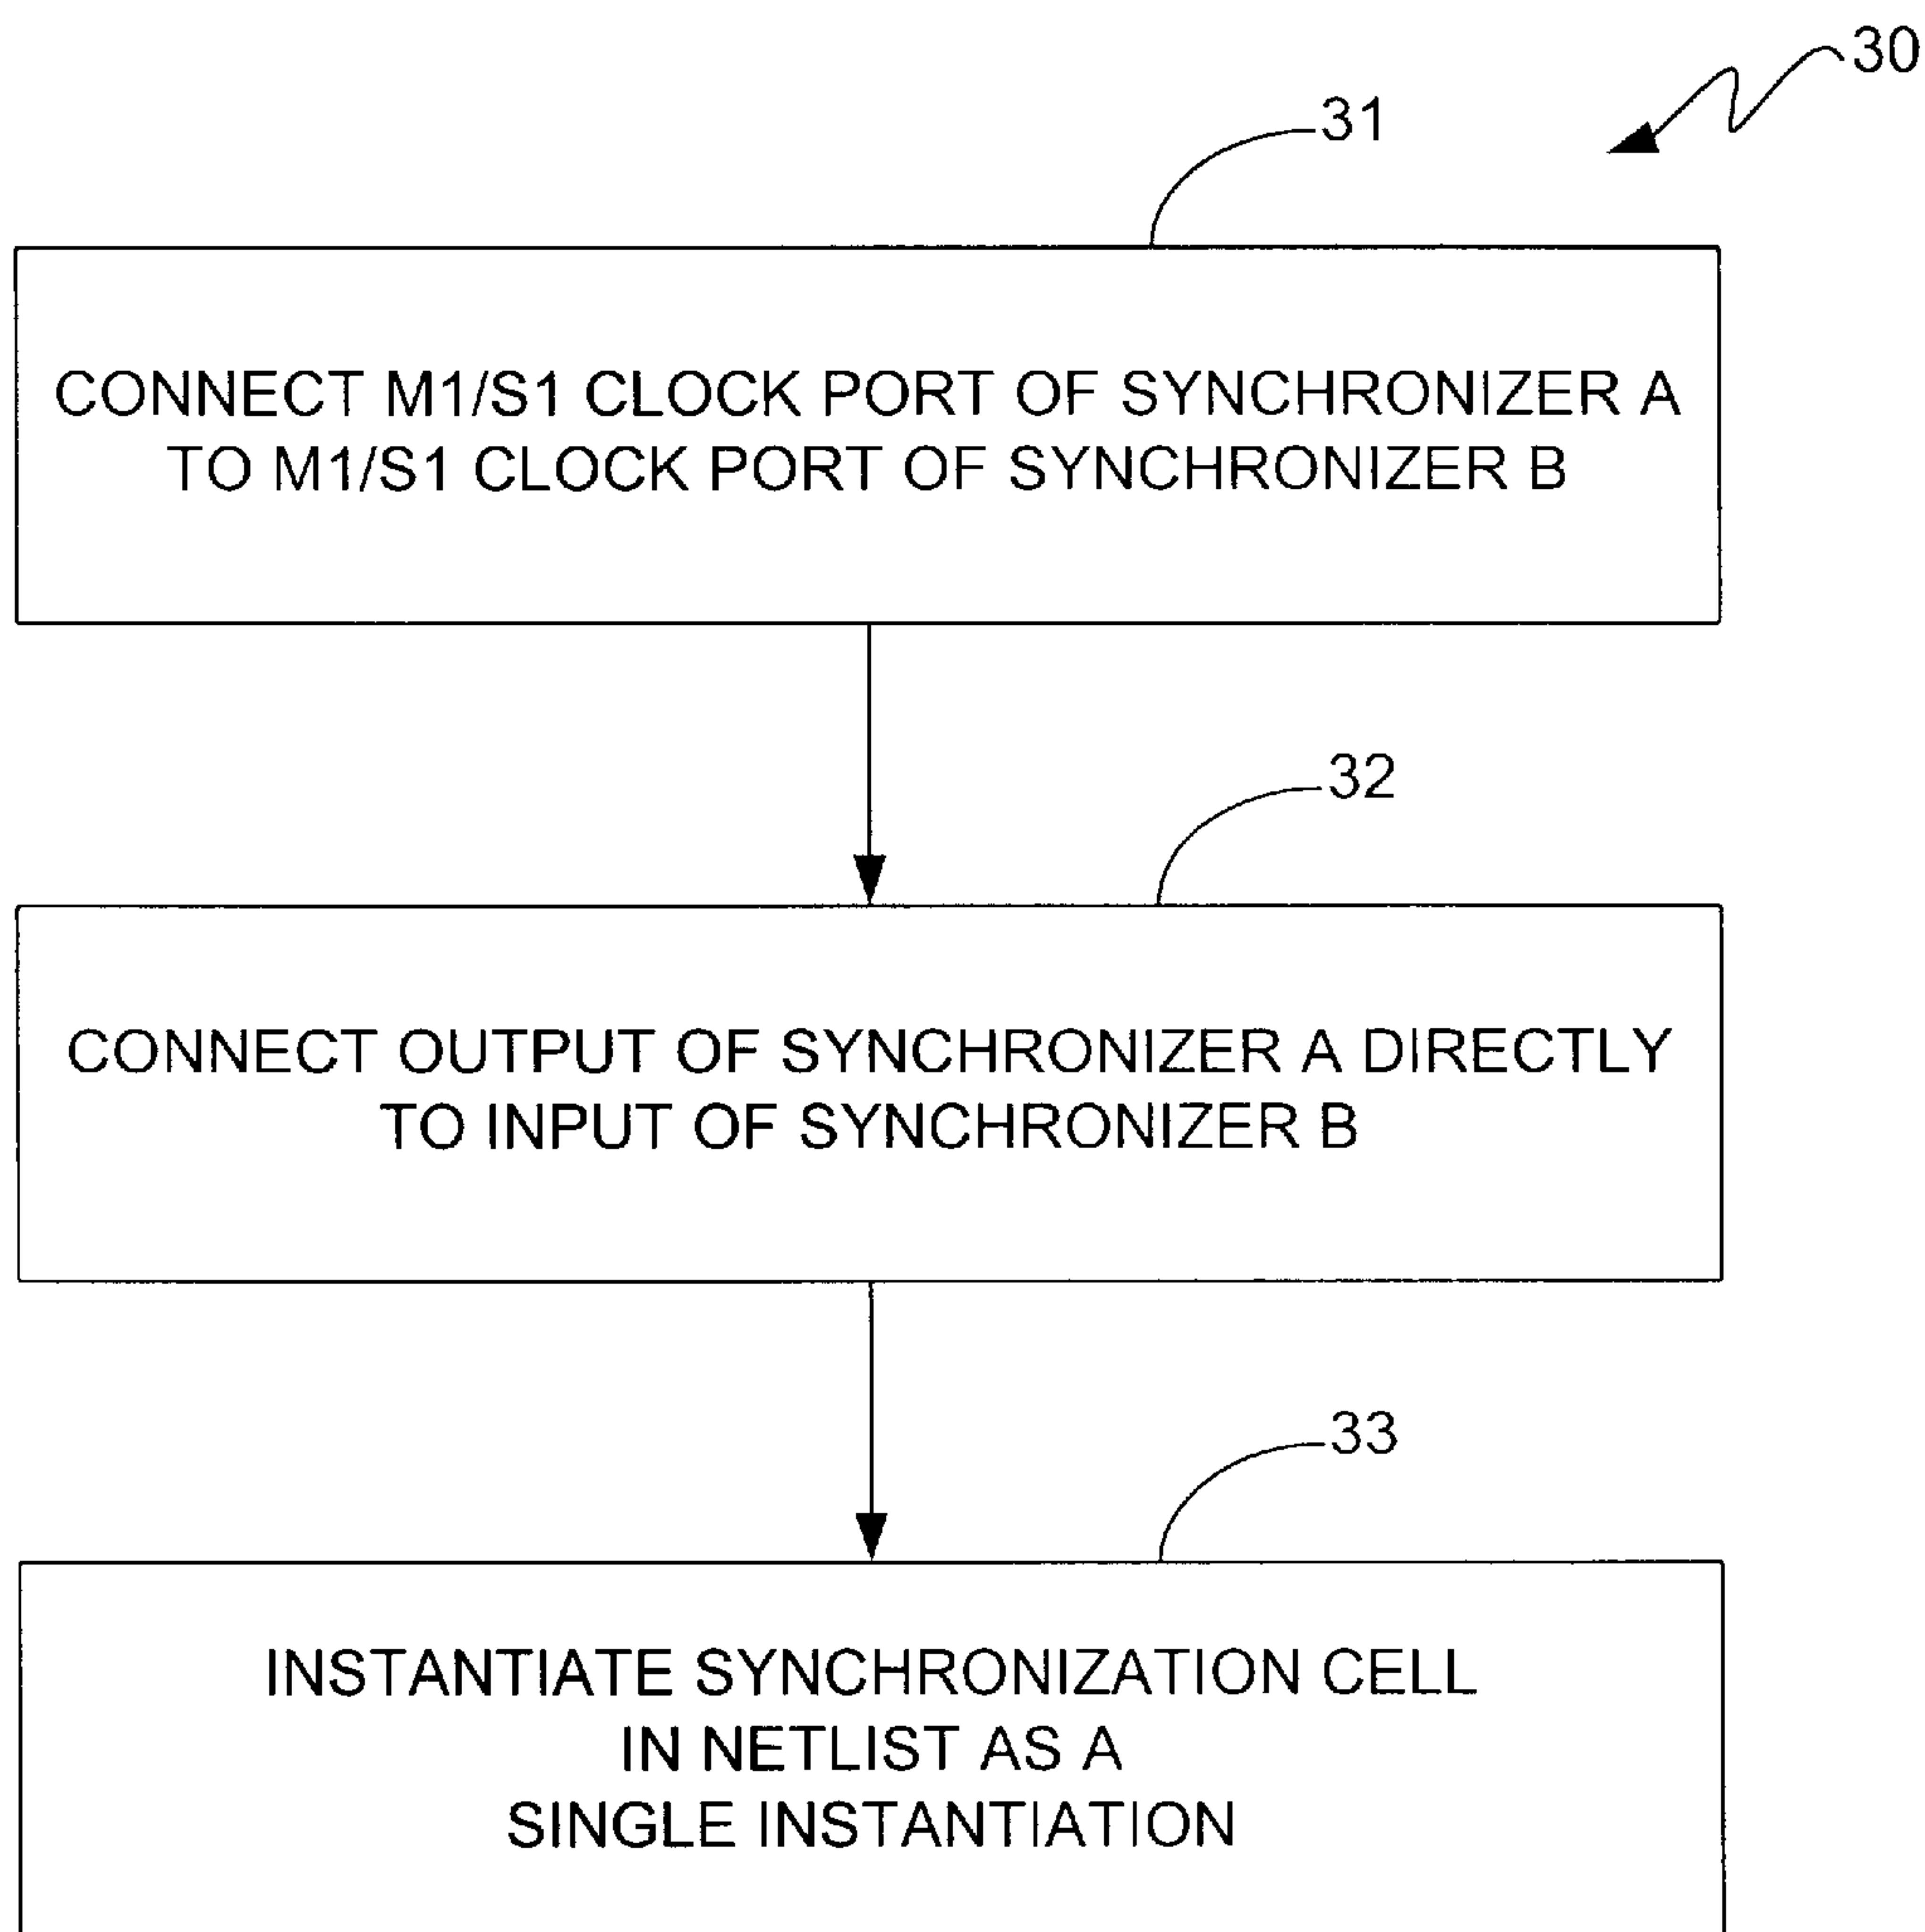 30
31
CONNECT M1/S1 CLOCK PORT OF SYNCHRONIZER A
TO M1/S1 CLOCK PORT OF SYNCHRONIZER B
32
CONNECT OUTPUT OF SYNCHRONIZER A DIRECTLY
TO INPUT OF SYNCHRONIZER B
33
INSTANTIATE SYNCHRONIZATION CELL
IN NETLIST AS A
SINGLE INSTANTIATION